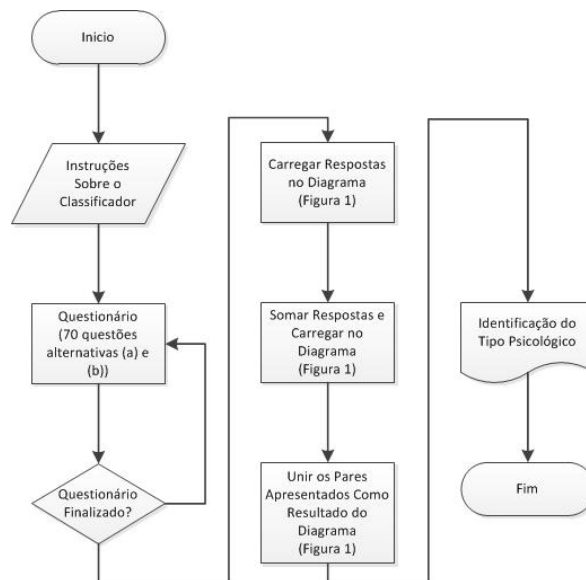 Inicio
Instruções
Sobre o
Classificador
Questionário
(70 questões
alternativas (a) e
(b))
Questionário
Finalizado?
Carregar Respostas
no Diagrama
(Figura 1)
Somar Respostas e
Carregar no
Diagrama
(Figura 1)
Unir os Pares
Apresentados Como
Resultado do
Diagrama
(Figura 1)
Identificação do
Tipo Psicológico
Fim